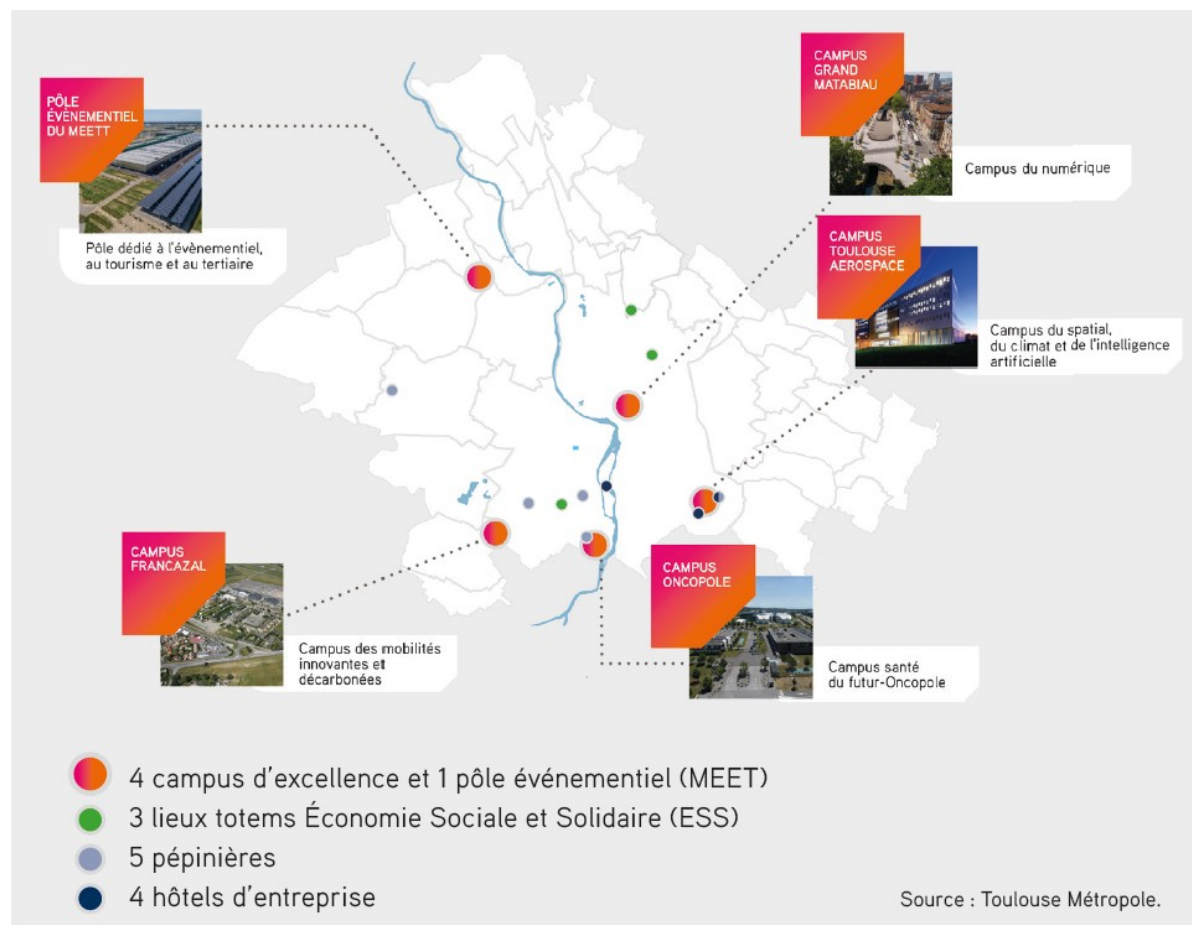 PÔLE
ÉVÈNEMENTIEL
DU MEETT
Pôle dédié à l'évènementiel,
au tourisme et au tertiaire
CAMPUS
GRAND
MATABIAU
Campus du numérique
CAMPUS
TOULOUSE
AEROSPACE
Campus du spatial,
du climat et de l'intelligence
artificielle
CAMPUS
FRANCAZAL
Campus des mobilités
innovantes et
décarbonées
CAMPUS
ONCOPOLE
Campus santé
du futur-Oncopole
4 campus d'excellence et 1 pôle événementiel (MEET)
3 lieux totems Économie Sociale et Solidaire (ESS)
5 pépinières
4 hôtels d'entreprise
Source : Toulouse Métropole.